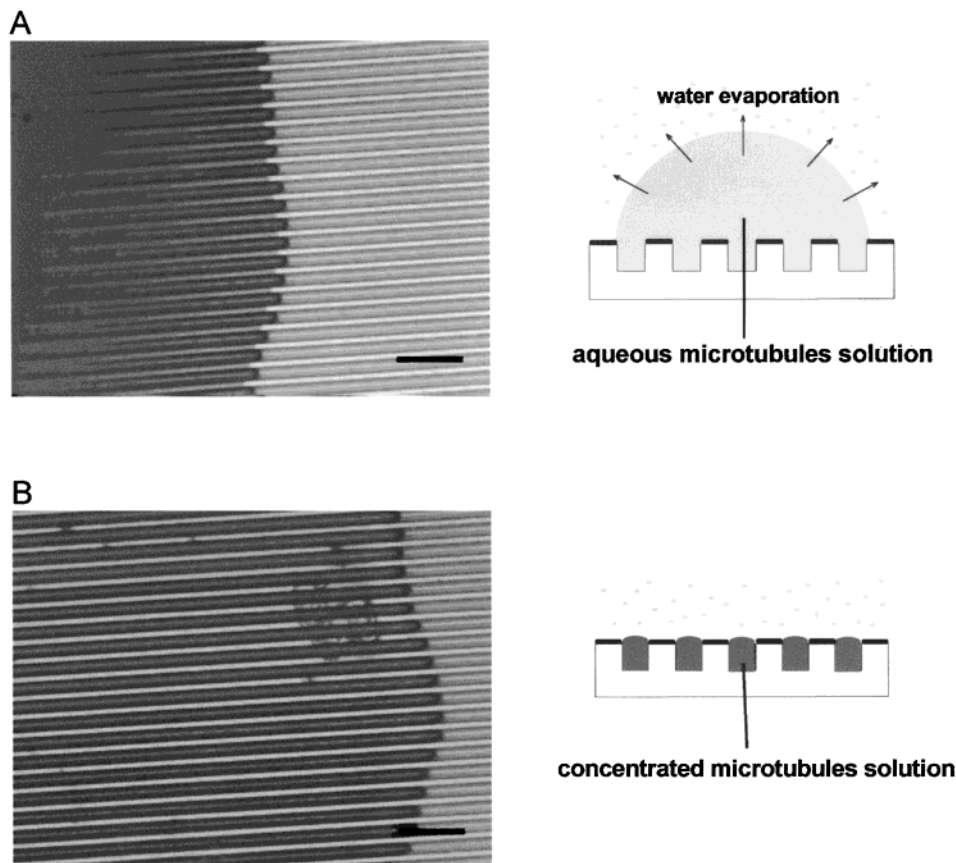 A
water evaporation
aqueous microtubules solution
B
concentrated microtubules solution